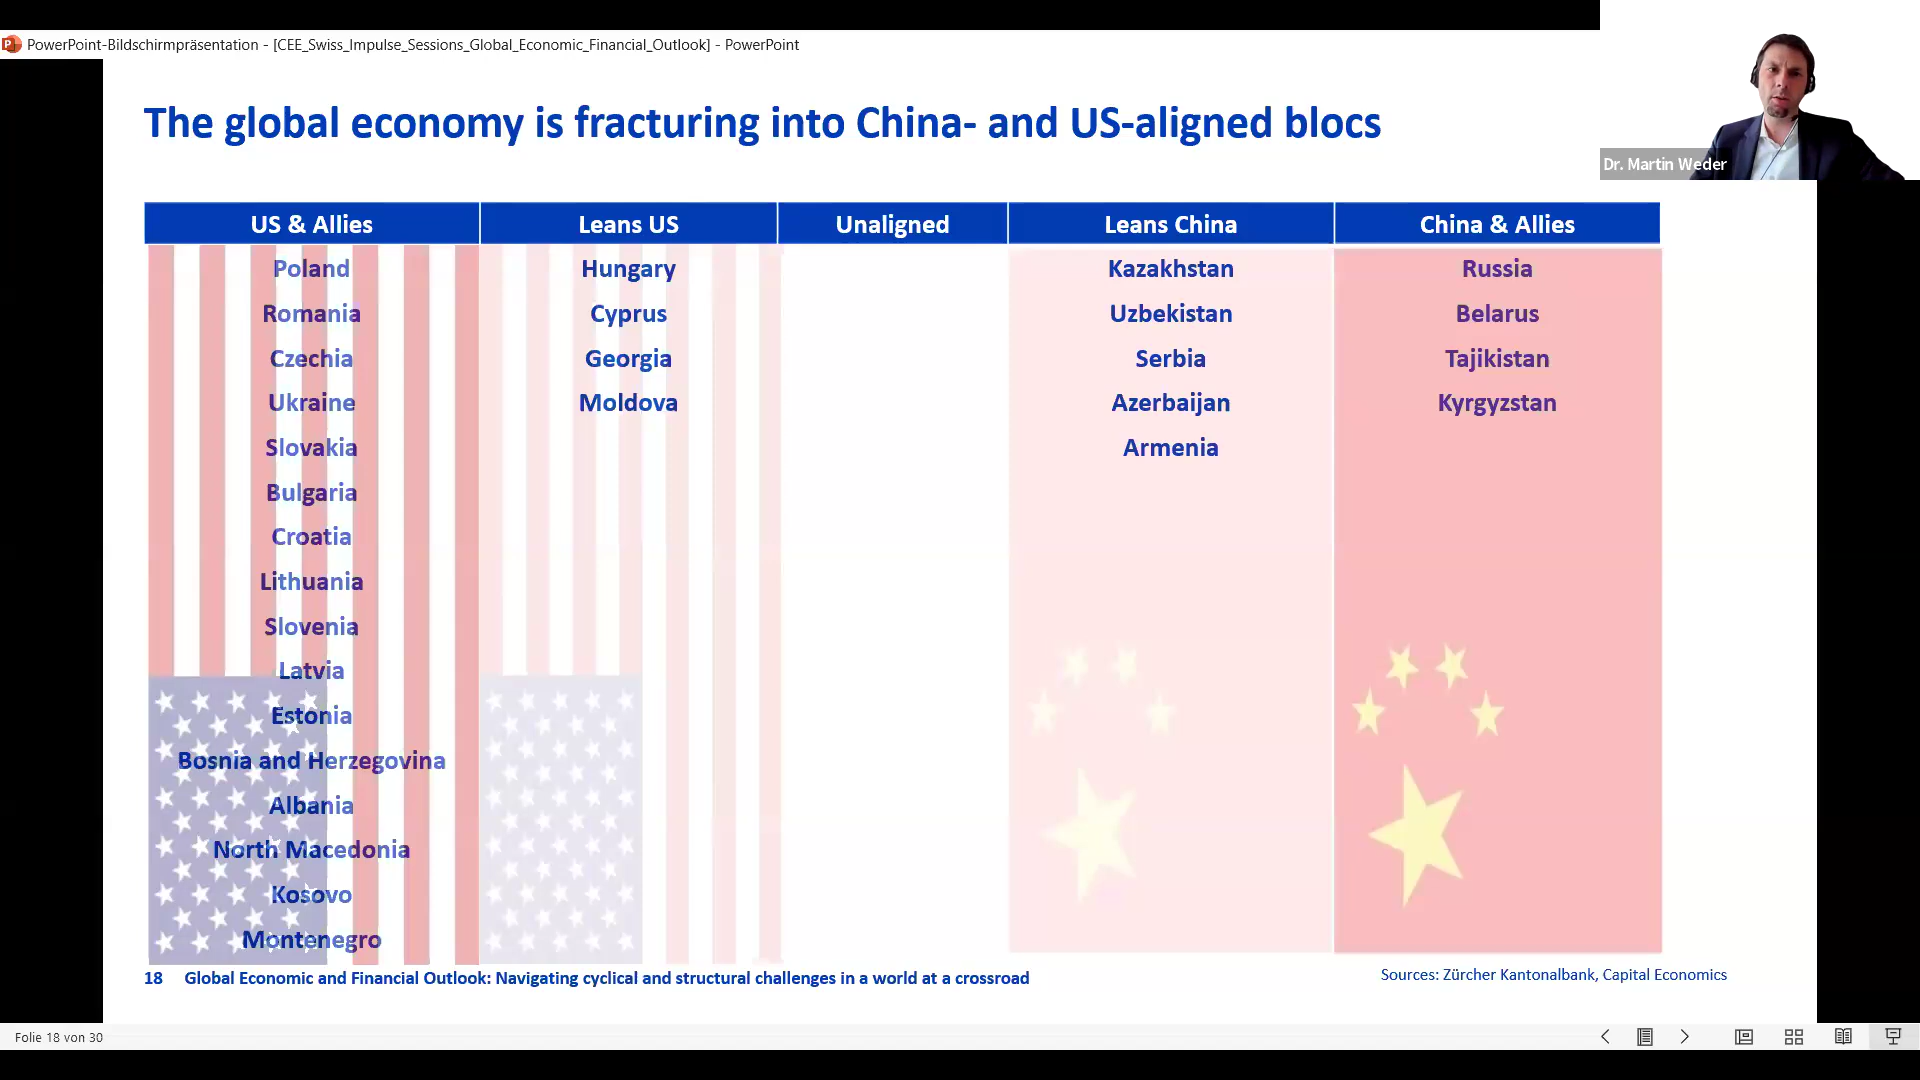 PowerPoint-Bildschirmpräsentation - [CEE_Swiss_Impulse_Sessions_Global_Economic_Financial_Outlook] - PowerPoint
The global economy is fracturing into China- and US-aligned blocs
Dr. Martin Weder
US & Allies Leans US Unaligned Leans China China & Allies
Poland Hungary Kazakhstan Russia
Romania Cyprus Uzbekistan Belarus
Czechia Georgia Serbia Tajikistan
Ukraine Moldova Azerbaijan Kyrgyzstan
Slovakia Armenia
Bulgaria
Croatia
Lithuania
Slovenia
Latvia
Estonia
Bosnia and Herzegovina
Albania
North Macedonia
Kosovo
Montenegro
18 Global Economic and Financial Outlook: Navigating cyclical and structural challenges in a world at a crossroad
Sources: Zürcher Kantonalbank, Capital Economics
Folie 18 von 30